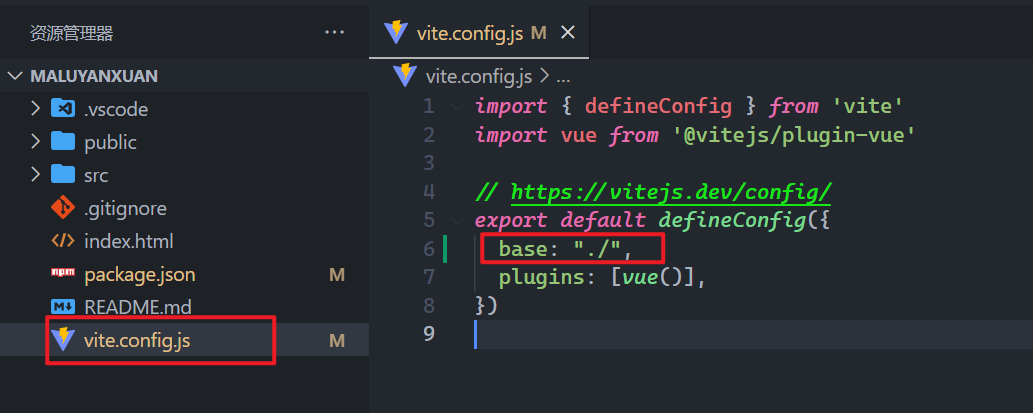 资源管理器 ...
MALUYANXUAN
.vscode
public
src
.gitignore
index.html
package.json M
README.md
vite.config.js M
vite.config.js M
vite.config.js > ...
1 import { defineConfig } from 'vite'
2 import vue from '@vitejs/plugin-vue'
3
4 // https://vitejs.dev/config/
5 export default defineConfig({
6 base: "./",
7 plugins: [vue()],
8 })
9